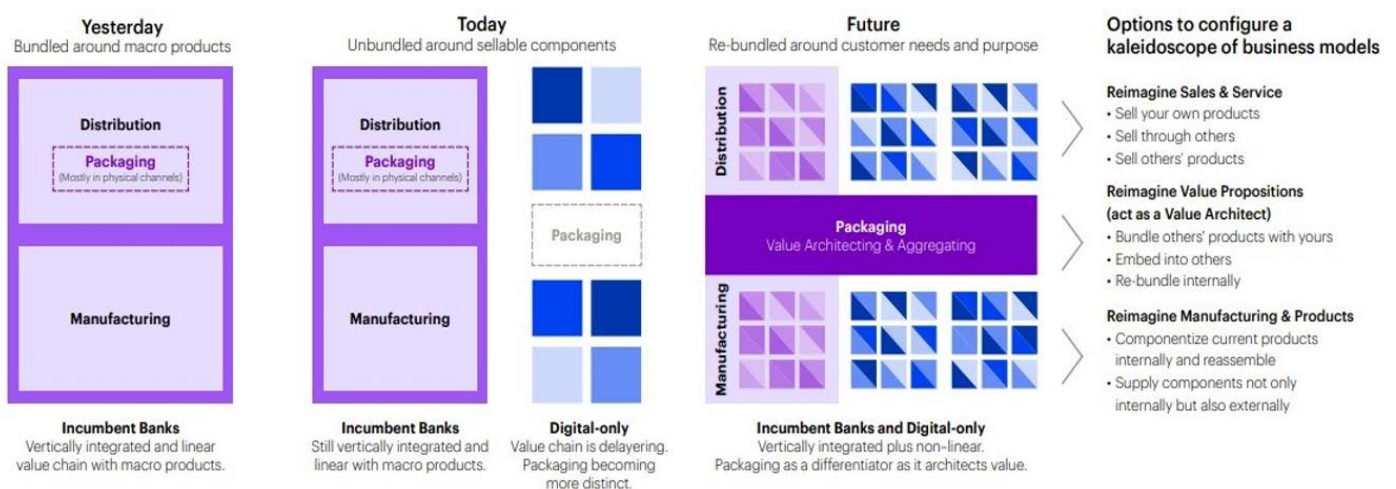 Yesterday
Bundled around macro products
Distribution
Packaging
(Mostly in physical channels)
Manufacturing
Incumbent Banks
Vertically integrated and linear
value chain with macro products.
Today
Unbundled around sellable components
Distribution
Packaging
(Mostly in physical channels)
Manufacturing
Incumbent Banks
Still vertically integrated and
linear with macro products.
Packaging
Digital-only
Value chain is delayering.
Packaging becoming
more distinct.
Future
Re-bundled around customer needs and purpose
Distribution
Packaging
Value Architecting & Aggregating
Manufacturing
Incumbent Banks and Digital-only
Vertically integrated plus non–linear.
Packaging as a differentiator as it architects value.
Options to configure a
kaleidoscope of business models
Reimagine Sales & Service
• Sell your own products
• Sell through others
• Sell others’ products
Reimagine Value Propositions
(act as a Value Architect)
• Bundle others’ products with yours
• Embed into others
• Re-bundle internally
Reimagine Manufacturing & Products
• Componentize current products
internally and reassemble
• Supply components not only
internally but also externally